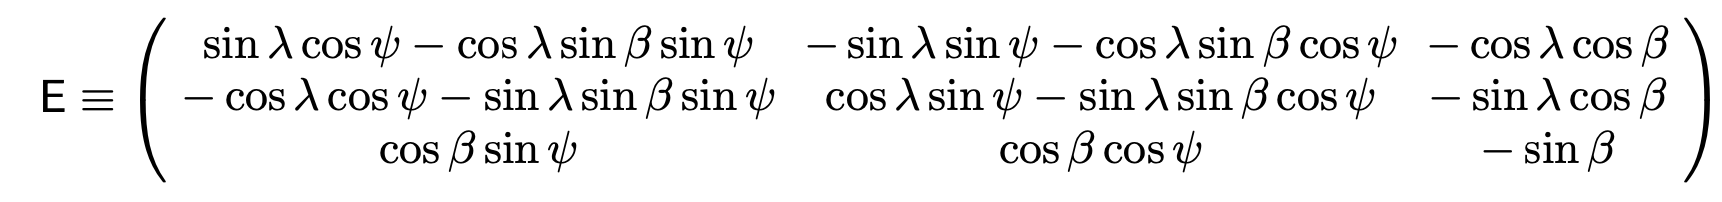 E ≡ ( sin λ cos ψ − cos λ sin β sin ψ   − sin λ sin ψ − cos λ sin β cos ψ   − cos λ cos β
− cos λ cos ψ − sin λ sin β sin ψ   cos λ sin ψ − sin λ sin β cos ψ   − sin λ cos β
cos β sin ψ   cos β cos ψ   − sin β )